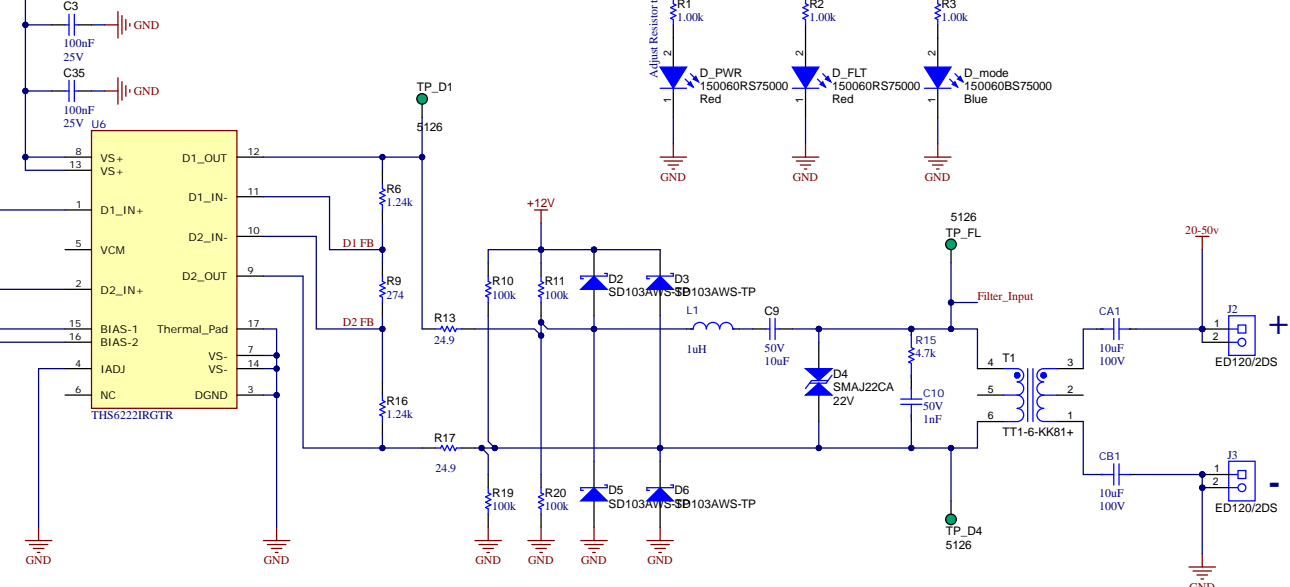 C3
GND
100nF
25V
C35
GND
100nF
25V
Adjust Resistor t
R1
1.00k
R2
1.00k
R3
1.00k
2
D_PWR
150060RS75000
Red
1
2
D_FLT
150060RS75000
Red
1
2
D_mode
150060BS75000
Blue
1
GND
GND
GND
U6
8 VS+
13 VS+
1 D1_IN+
5 VCM
2 D2_IN+
15 BIAS-1
16 BIAS-2
4 IADJ
6 NC
D1_OUT 12
D1_IN- 11
D2_IN- 10
D2_OUT 9
Thermal_Pad 17
VS- 7
VS- 14
DGND 3
THS6222IRGTR
GND
GND
TP_D1
5126
R6
1.24k
D1 FB
R9
274
D2 FB
R16
1.24k
R13
24.9
R17
24.9
+12V
R10
100k
R11
100k
D2
SD103AWS-TP
D3
SD103AWS-TP
R19
100k
R20
100k
D5
SD103AWS-TP
D6
SD103AWS-TP
GND
GND
GND
GND
L1
1uH
C9
50V
10uF
D4
SMAJ22CA
22V
R15
4.7k
C10
50V
1nF
5126
TP_FL
Filter_Input
TP_D4
5126
T1
4
5
6
3
2
1
TT1-6-KK81+
CA1
10uF
100V
CB1
10uF
100V
20-50v
J2
1
2
+
ED120/2DS
J3
1
2
-
ED120/2DS
GND